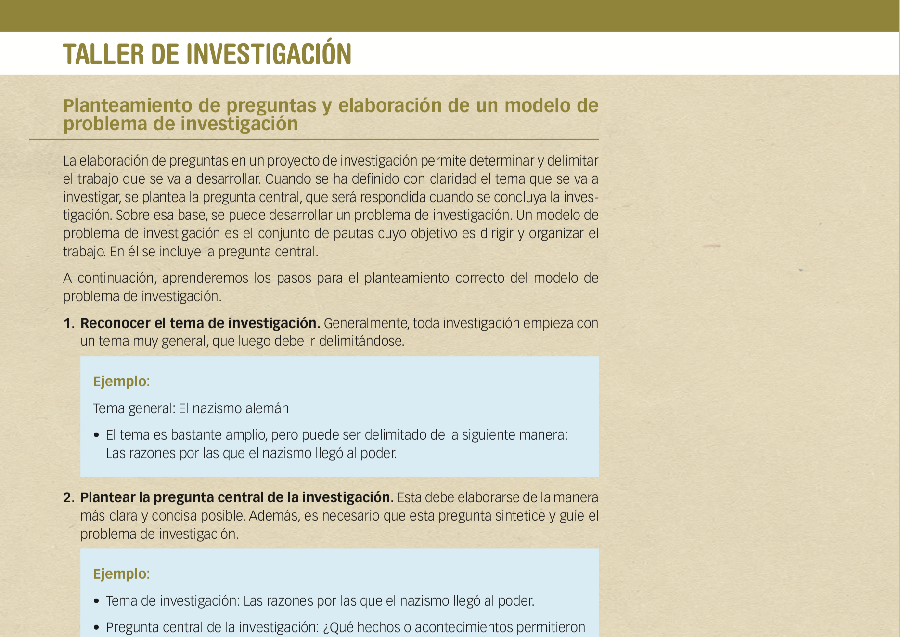 TALLER DE INVESTIGACIÓN
Planteamiento de preguntas y elaboración de un modelo de
problema de investigación
La elaboración de preguntas en un proyecto de investigación permite determinar y delimitar
el trabajo que se va a desarrollar. Cuando se ha definido con claridad el tema que se va a
investigar, se plantea la pregunta central, que será respondida cuando se concluya la inves-
tigación. Sobre esa base, se puede desarrollar un problema de investigación. Un modelo de
problema de investigación es el conjunto de pautas cuyo objetivo es dirigir y organizar el
trabajo. En él se incluye la pregunta central.
A continuación, aprenderemos los pasos para el planteamiento correcto del modelo de
problema de investigación.
1. Reconocer el tema de investigación. Generalmente, toda investigación empieza con
un tema muy general, que luego debe ir delimitándose.
Ejemplo:
Tema general: El nazismo alemán
• El tema es bastante amplio, pero puede ser delimitado de la siguiente manera:
Las razones por las que el nazismo llegó al poder.
2. Plantear la pregunta central de la investigación. Esta debe elaborarse de la manera
más clara y concisa posible. Además, es necesario que esta pregunta sintetice y guíe el
problema de investigación.
Ejemplo:
• Tema de investigación: Las razones por las que el nazismo llegó al poder.
• Pregunta central de la investigación: ¿Qué hechos o acontecimientos permitieron